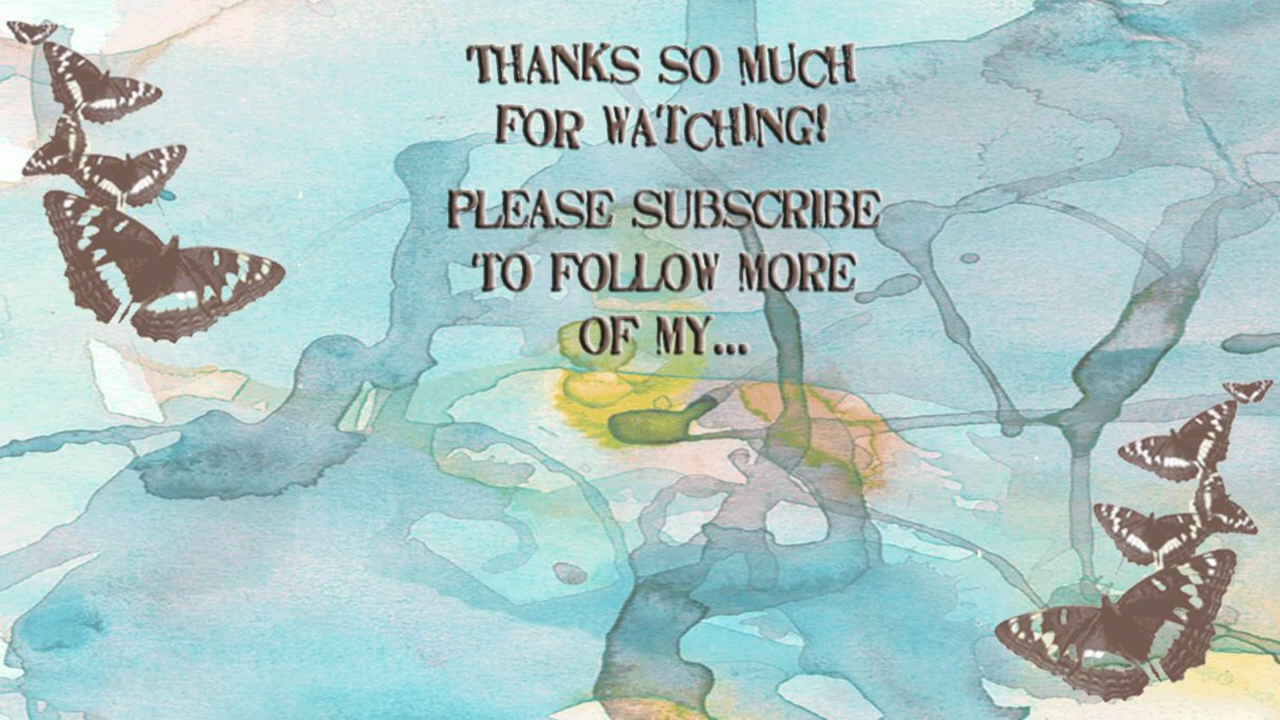 THANKS SO MUCH
FOR WATCHING!
PLEASE SUBSCRIBE
TO FOLLOW MORE
OF MY...